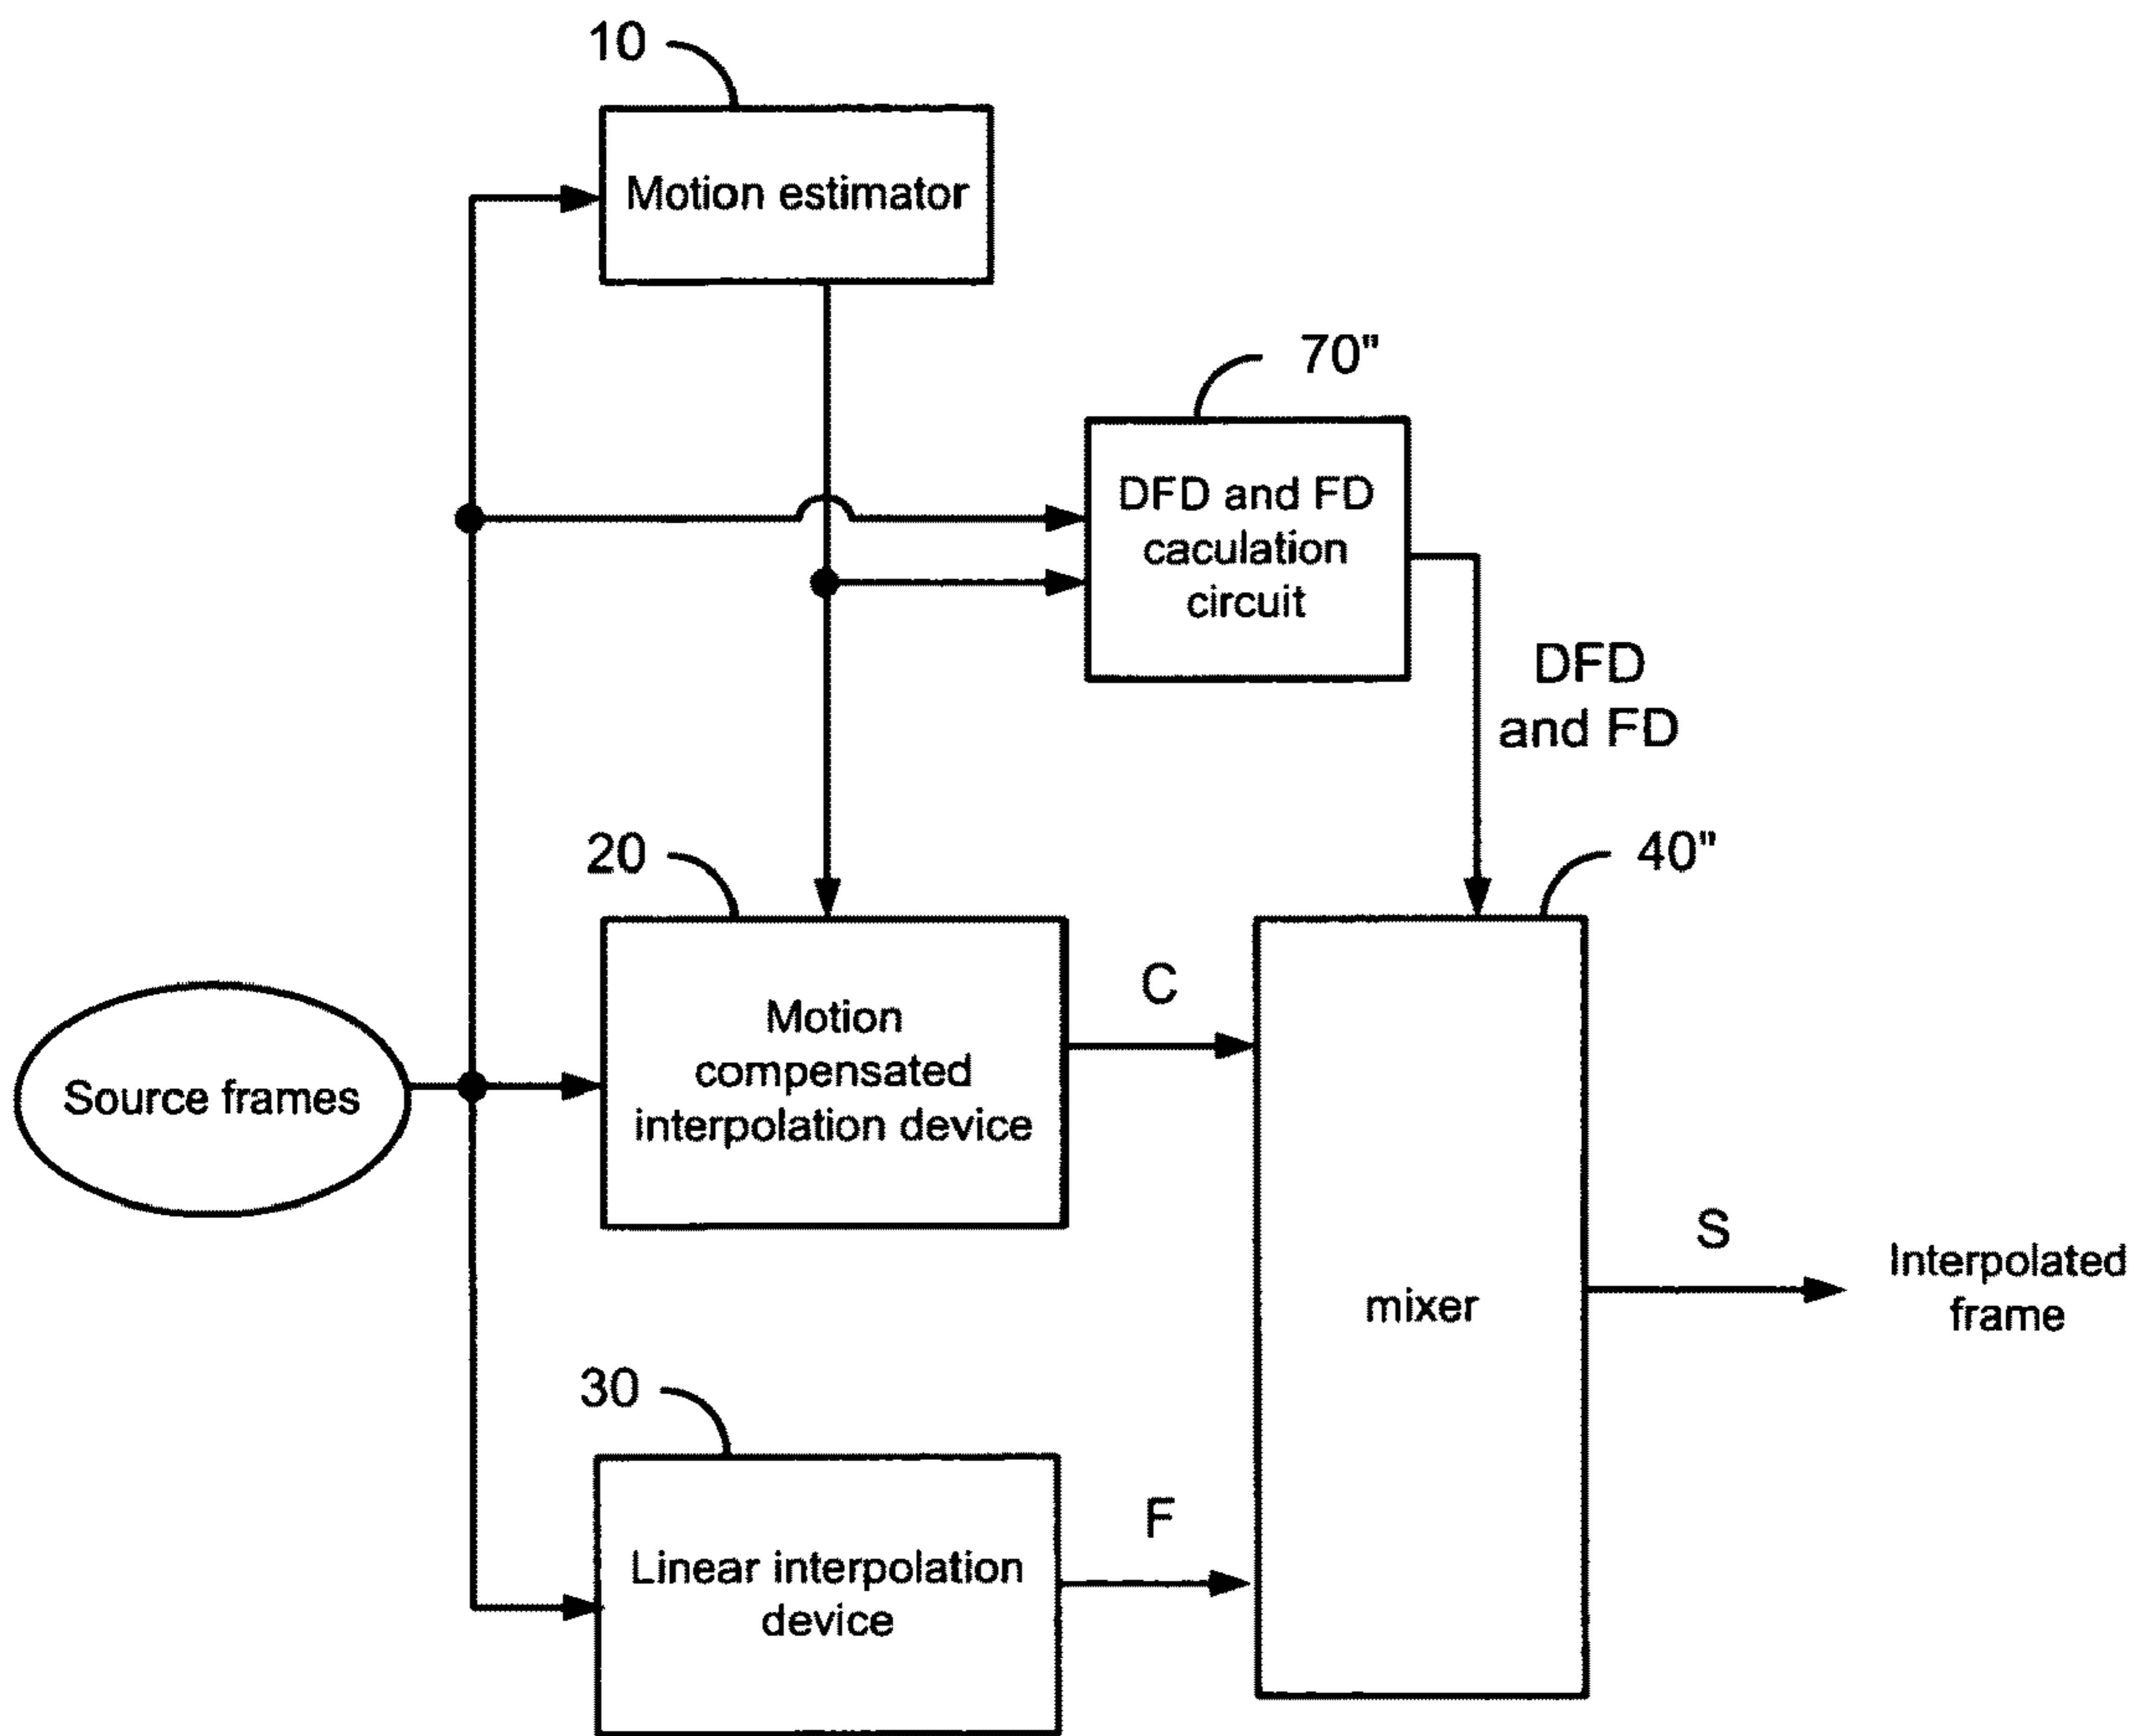 10
Motion estimator
70"
DFD and FD
caculation
circuit
DFD
and FD
20
40"
Motion
compensated
interpolation device
C
Source frames
mixer
S
Interpolated
frame
30
Linear interpolation
device
F